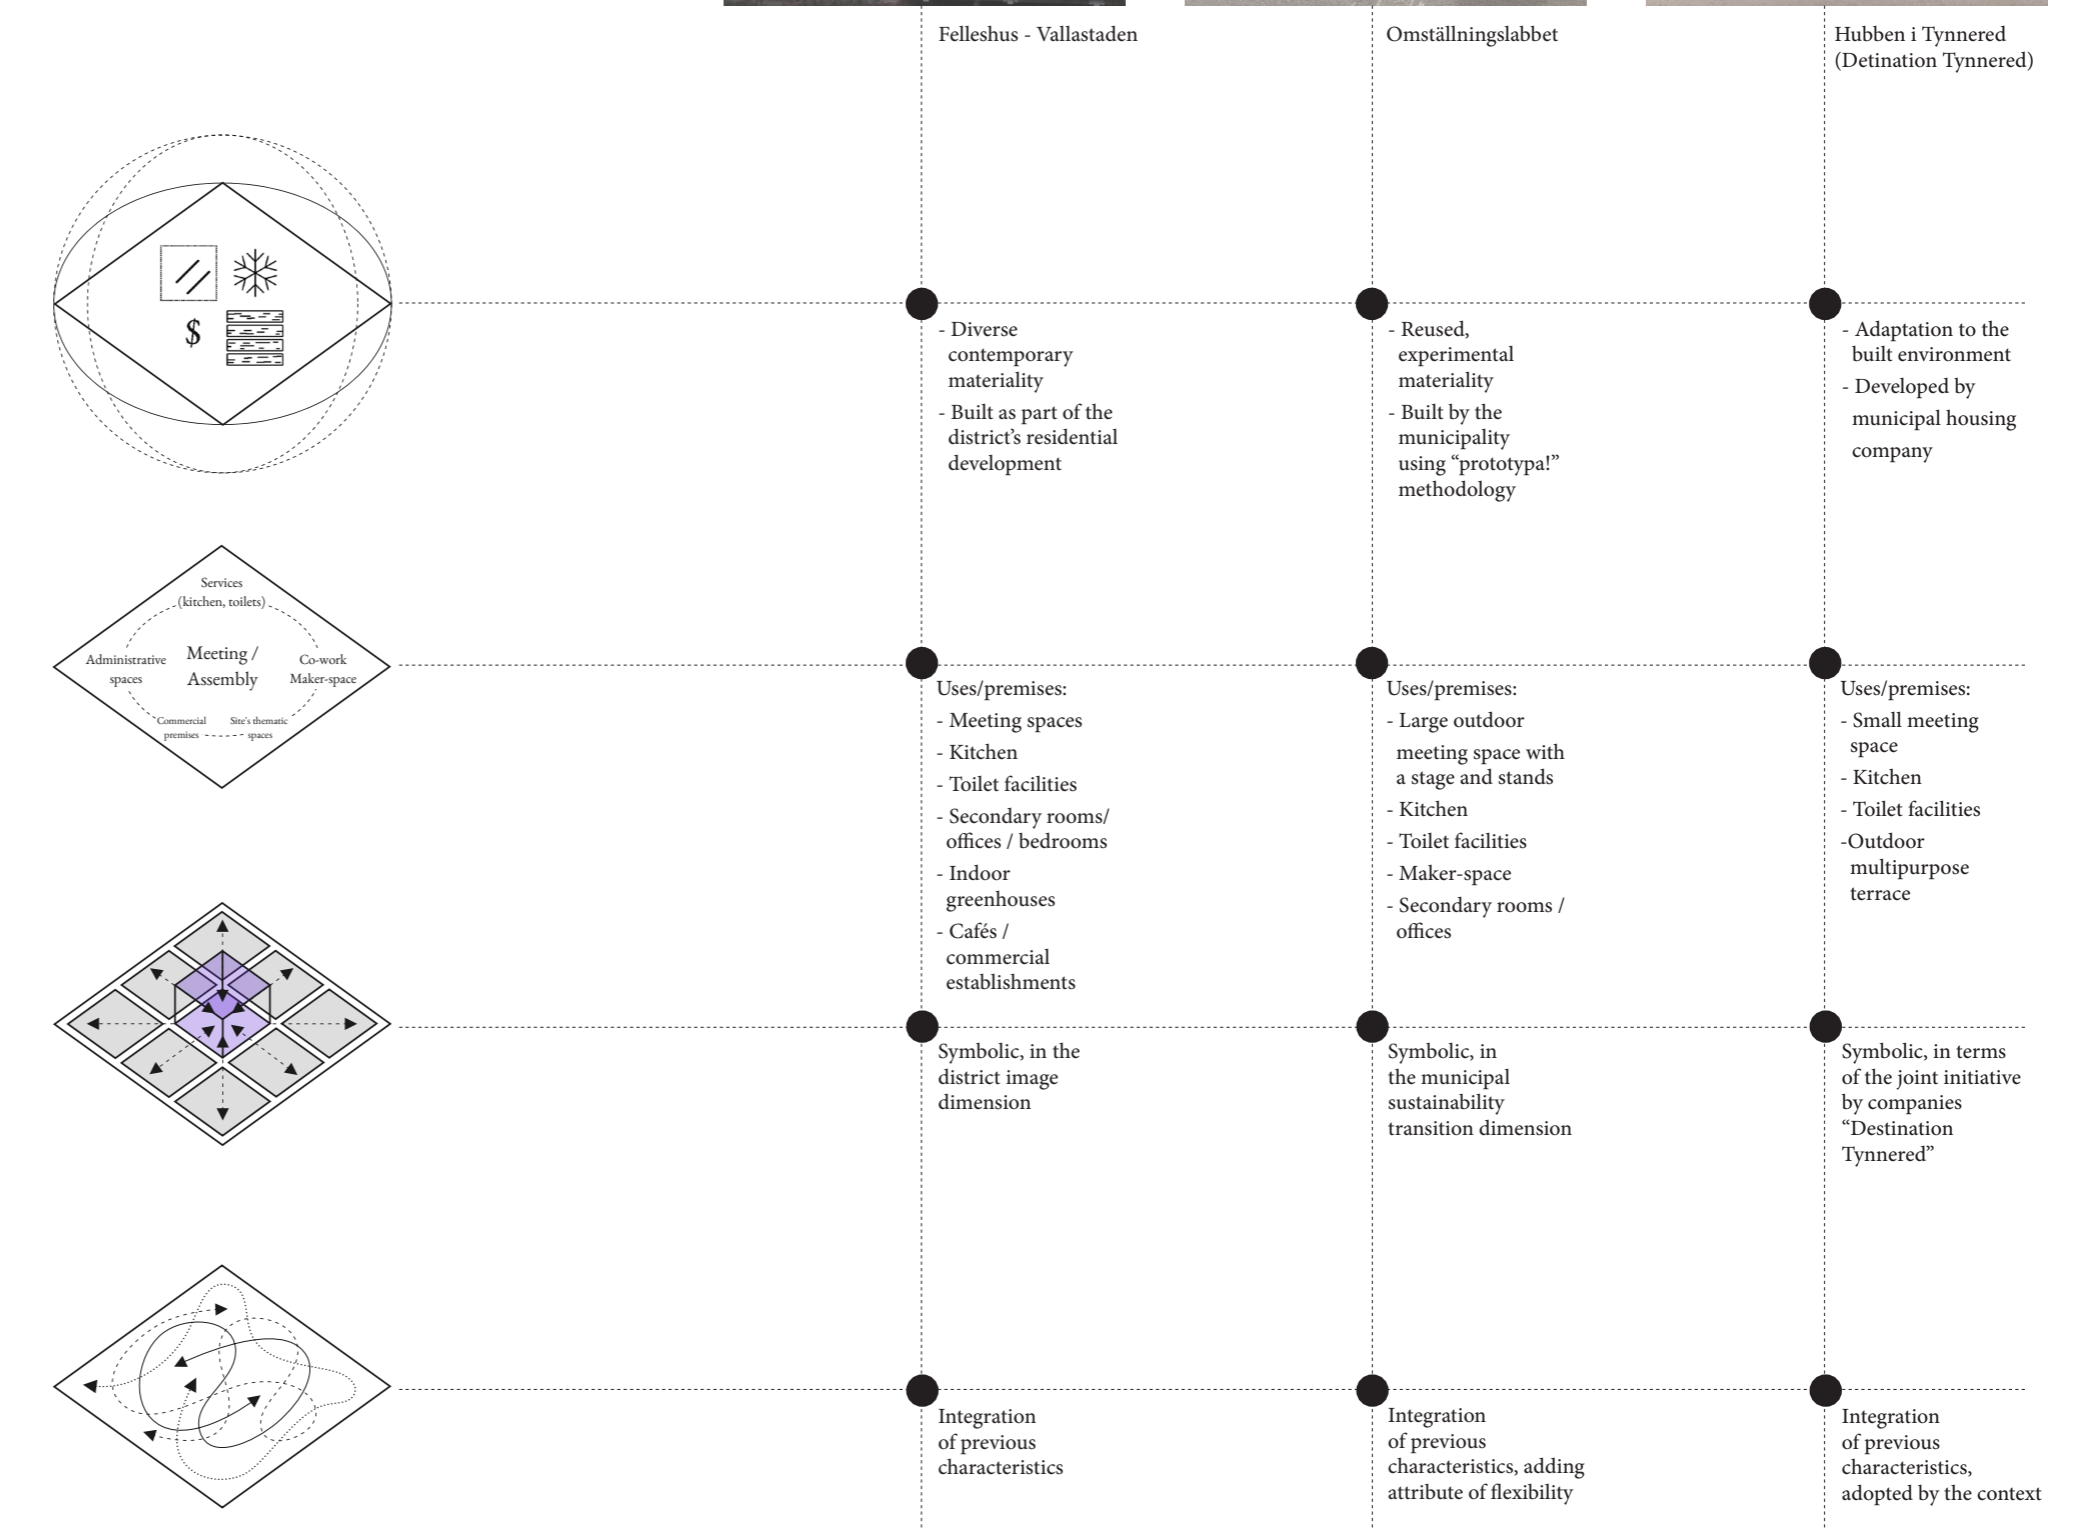 Felleshus - Vallastaden
Omställningslabbet
Hubben i Tynnered
(Detination Tynnered)
$
- Diverse
contemporary
materiality
- Built as part of the
district’s residential
development
- Reused,
experimental
materiality
- Built by the
municipality
using “prototypa!”
methodology
- Adaptation to the
built environment
- Developed by
municipal housing
company
Services
(kitchen, toilets)
Administrative
spaces
Meeting /
Assembly
Co-work
Maker-space
Commercial
premises
Site's thematic
spaces
Uses/premises:
- Meeting spaces
- Kitchen
- Toilet facilities
- Secondary rooms/
offices / bedrooms
- Indoor
greenhouses
- Cafés /
commercial
establishments
Uses/premises:
- Large outdoor
meeting space with
a stage and stands
- Kitchen
- Toilet facilities
- Maker-space
- Secondary rooms /
offices
Uses/premises:
- Small meeting
space
- Kitchen
- Toilet facilities
-Outdoor
multipurpose
terrace
Symbolic, in the
district image
dimension
Symbolic, in
the municipal
sustainability
transition dimension
Symbolic, in terms
of the joint initiative
by companies
“Destination
Tynnered”
Integration
of previous
characteristics
Integration
of previous
characteristics, adding
attribute of flexibility
Integration
of previous
characteristics,
adopted by the context